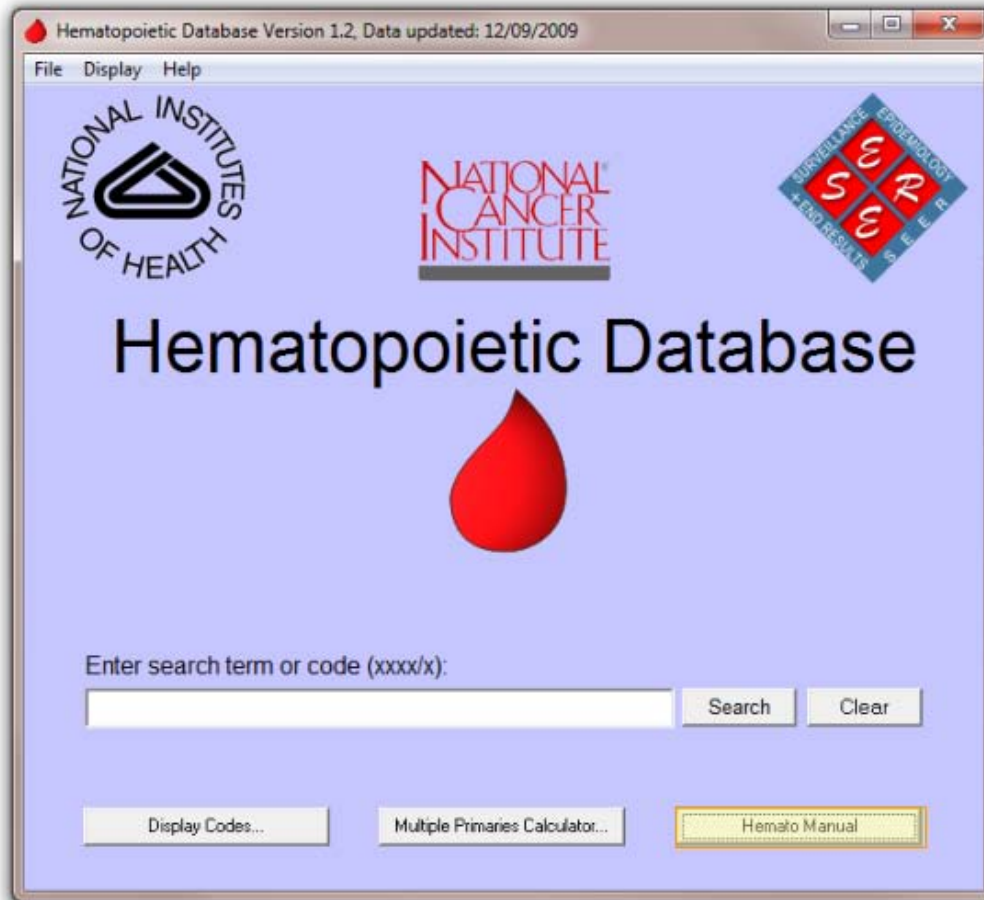 Hematopoietic Database Version 1.2, Data updated: 12/09/2009
File Display Help
NATIONAL INSTITUTES
OF HEALTH
NATIONAL
CANCER
INSTITUTE
SURVEILLANCE
EPIDEMIOLOGY
+ END RESULTS
SEER
S E E R
Hematopoietic Database
Enter search term or code (xxxx/x):
Search Clear
Display Codes... Multiple Primaries Calculator... Hemato Manual